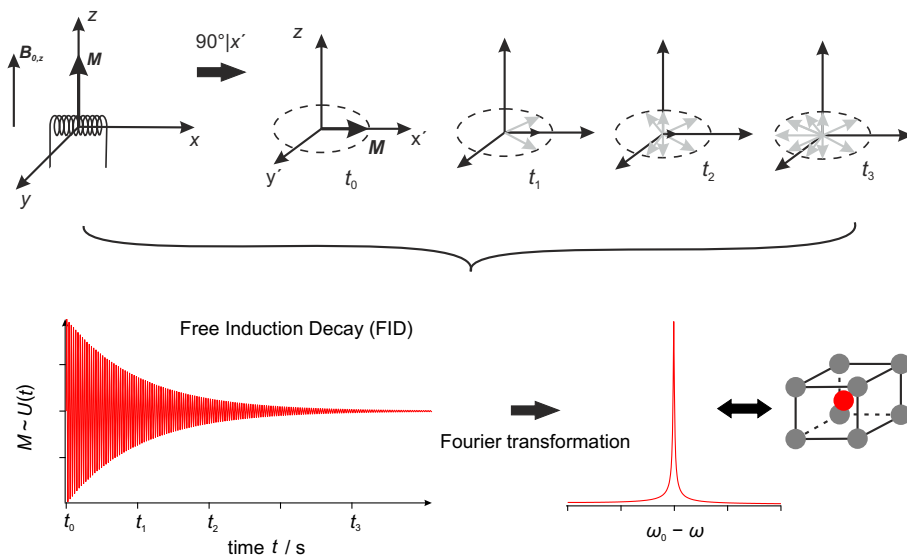 z
B0,z
M
x
y
90°|x´
z
M
x´
y´
t0
t1
t2
t3
Free Induction Decay (FID)
M ~ U(t)
t0
t1
t2
t3
time t / s
Fourier transformation
ω0 − ω